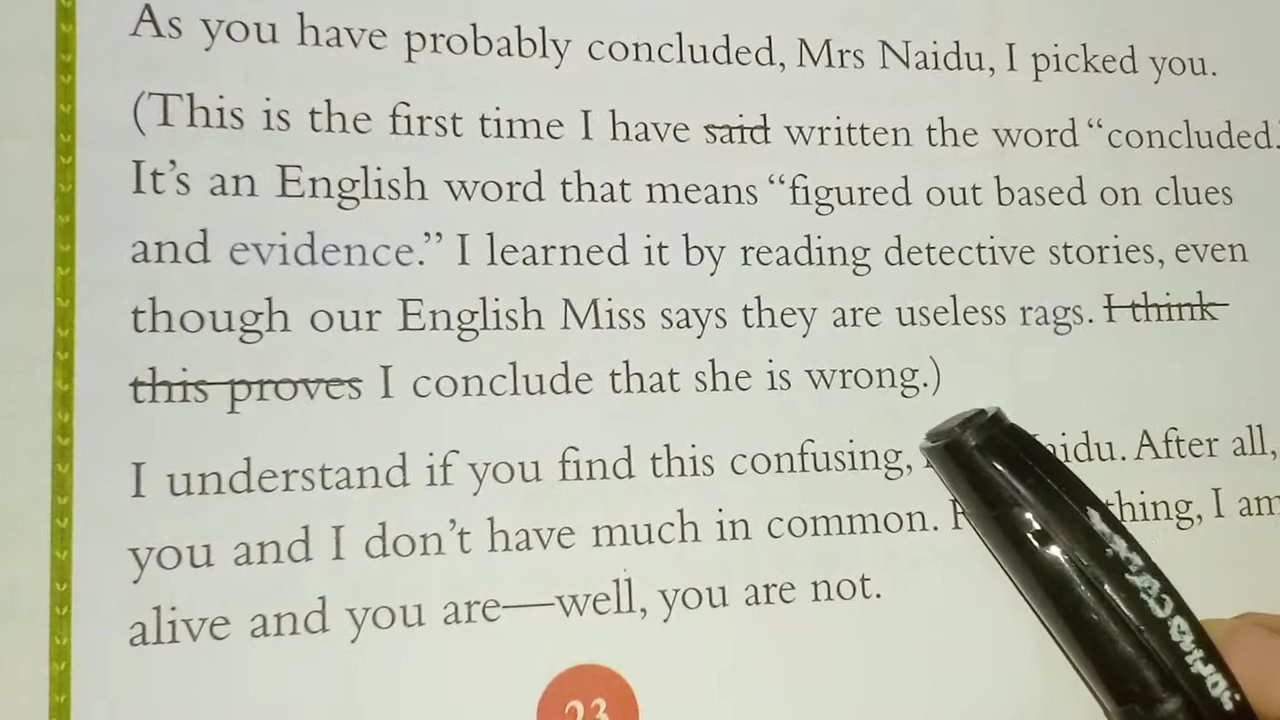 As you have probably concluded, Mrs Naidu, I picked you.
(This is the first time I have said written the word “concluded.
It’s an English word that means “figured out based on clues
and evidence.” I learned it by reading detective stories, even
though our English Miss says they are useless rags. I think
this proves I conclude that she is wrong.)
I understand if you find this confusing, After all,
you and I don’t have much in common. thing, I am
alive and you are—well, you are not.
23